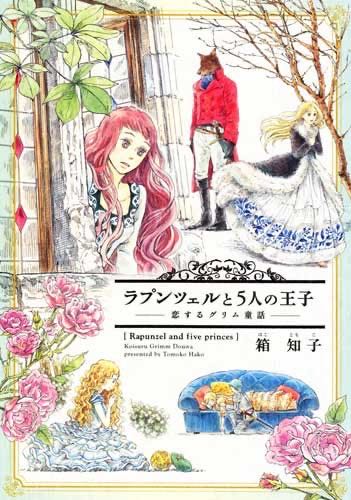 ラプンツェルと5人の王子
恋するグリム童話
[ Rapunzel and five princes ]
Koisuru Grimm Douwa
presented by Tomoko Hako
はこ とも こ
箱 知子